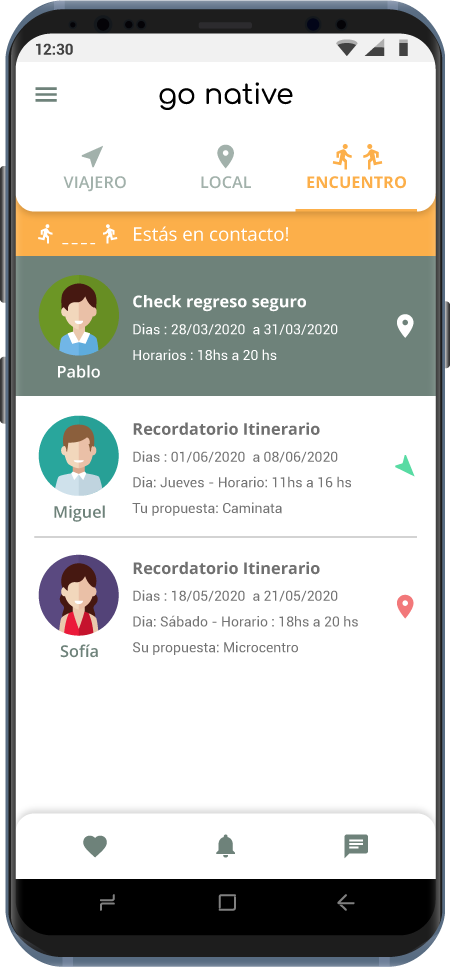 12:30
go native
VIAJERO
LOCAL
ENCUENTRO
Estás en contacto!
Check regreso seguro
Dias : 28/03/2020 a 31/03/2020
Horarios : 18hs a 20 hs
Pablo
Recordatorio Itinerario
Dias : 01/06/2020 a 08/06/2020
Dia: Jueves - Horario: 11hs a 16 hs
Tu propuesta: Caminata
Miguel
Recordatorio Itinerario
Dias : 18/05/2020 a 21/05/2020
Dia: Sábado - Horario : 18hs a 20 hs
Su propuesta: Microcentro
Sofía